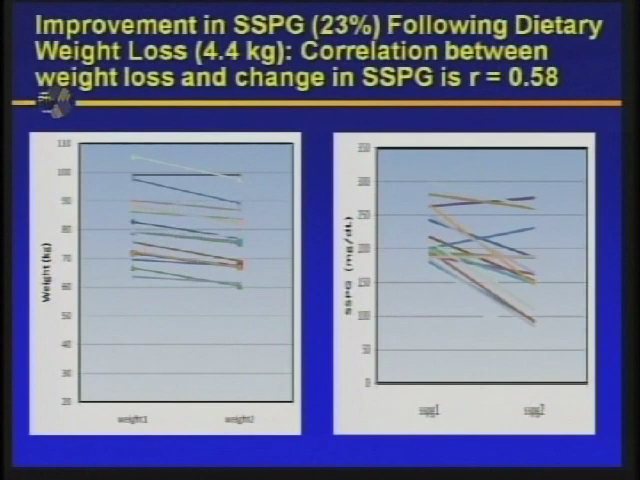 Improvement in SSPG (23%) Following Dietary
Weight Loss (4.4 kg): Correlation between
weight loss and change in SSPG is r = 0.58
110
100
90
80
70
60
50
40
30
20
Weight (kg)
weight1 weight2
350
300
250
200
150
100
50
0
SSPG (mg/dL)
sspg1 sspg2